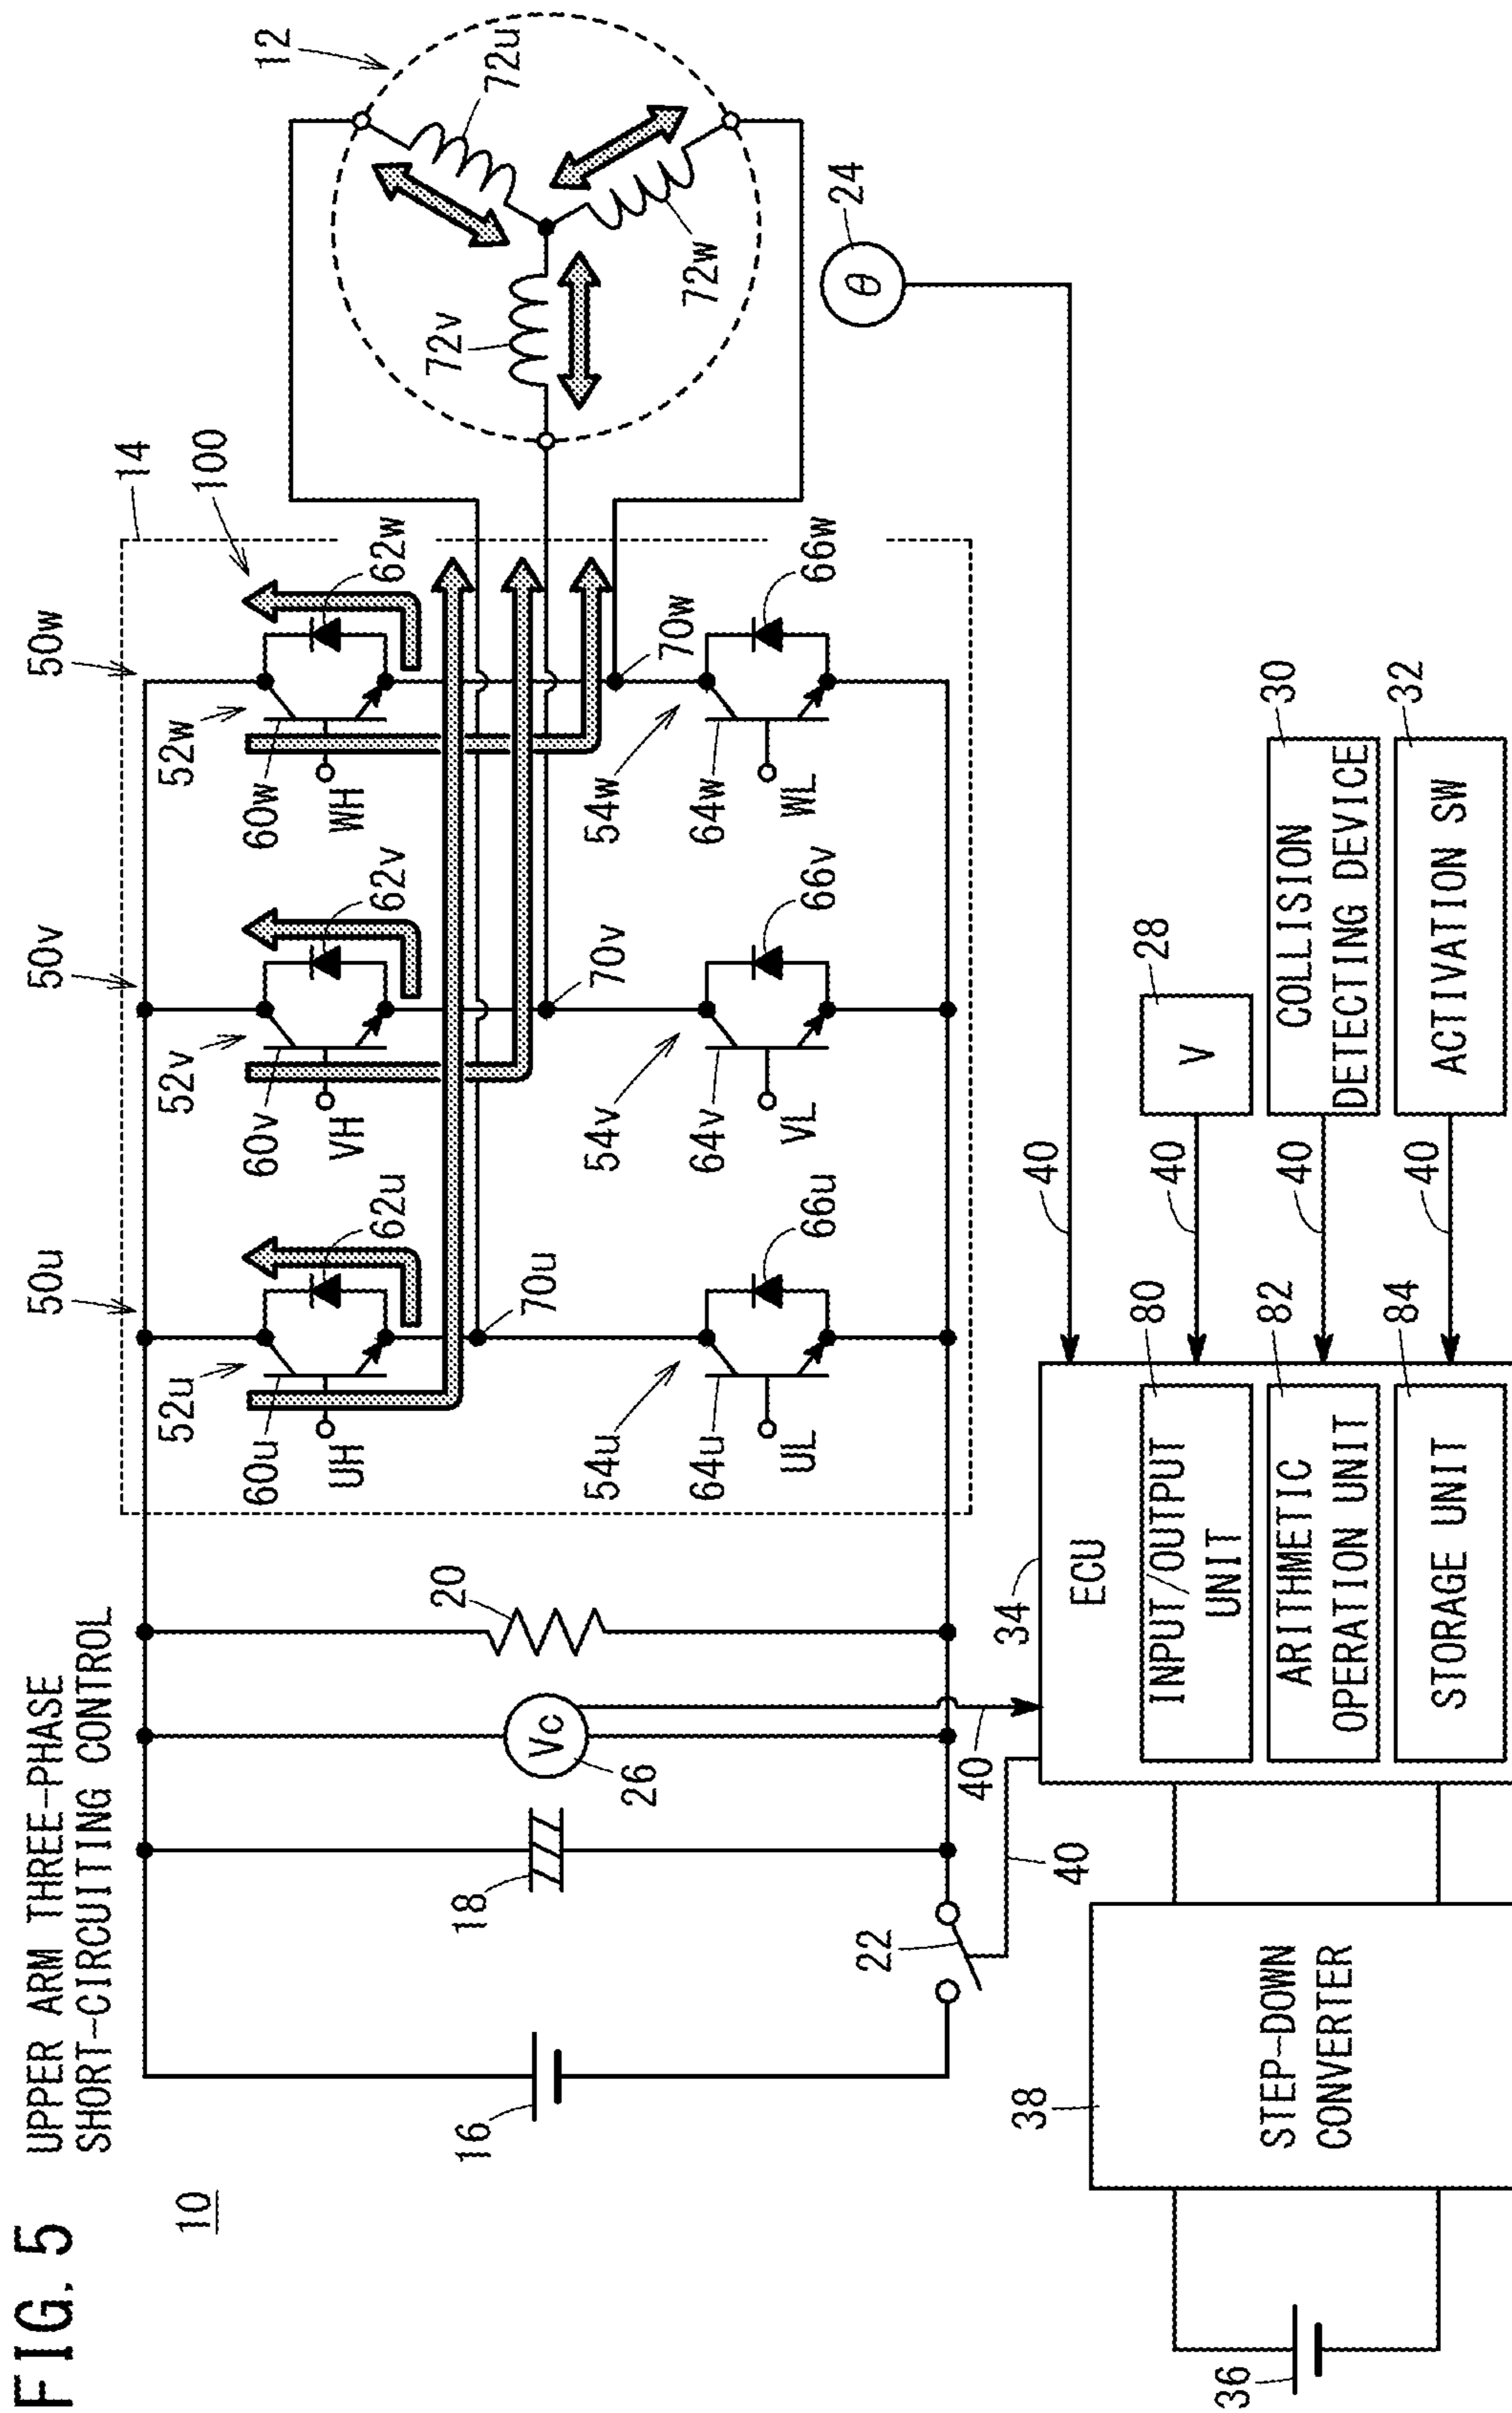 FIG. 5
UPPER ARM THREE-PHASE
SHORT-CIRCUITING CONTROL
10
50u
50v
50w
14
100
12
52u
52v
52w
60u
62u
60v
62v
60w
62w
UH
VH
WH
72u
72v
72w
16
18
Vc
26
20
70u
70v
70w
54u
54v
54w
64u
66u
64v
66v
64w
66w
UL
VL
WL
22
40
40
24
θ
34
ECU
40
80
INPUT/OUTPUT
UNIT
40
28
V
82
ARITHMETIC
OPERATION UNIT
40
30
COLLISION
DETECTING DEVICE
84
STORAGE UNIT
40
32
ACTIVATION SW
38
STEP-DOWN
CONVERTER
36